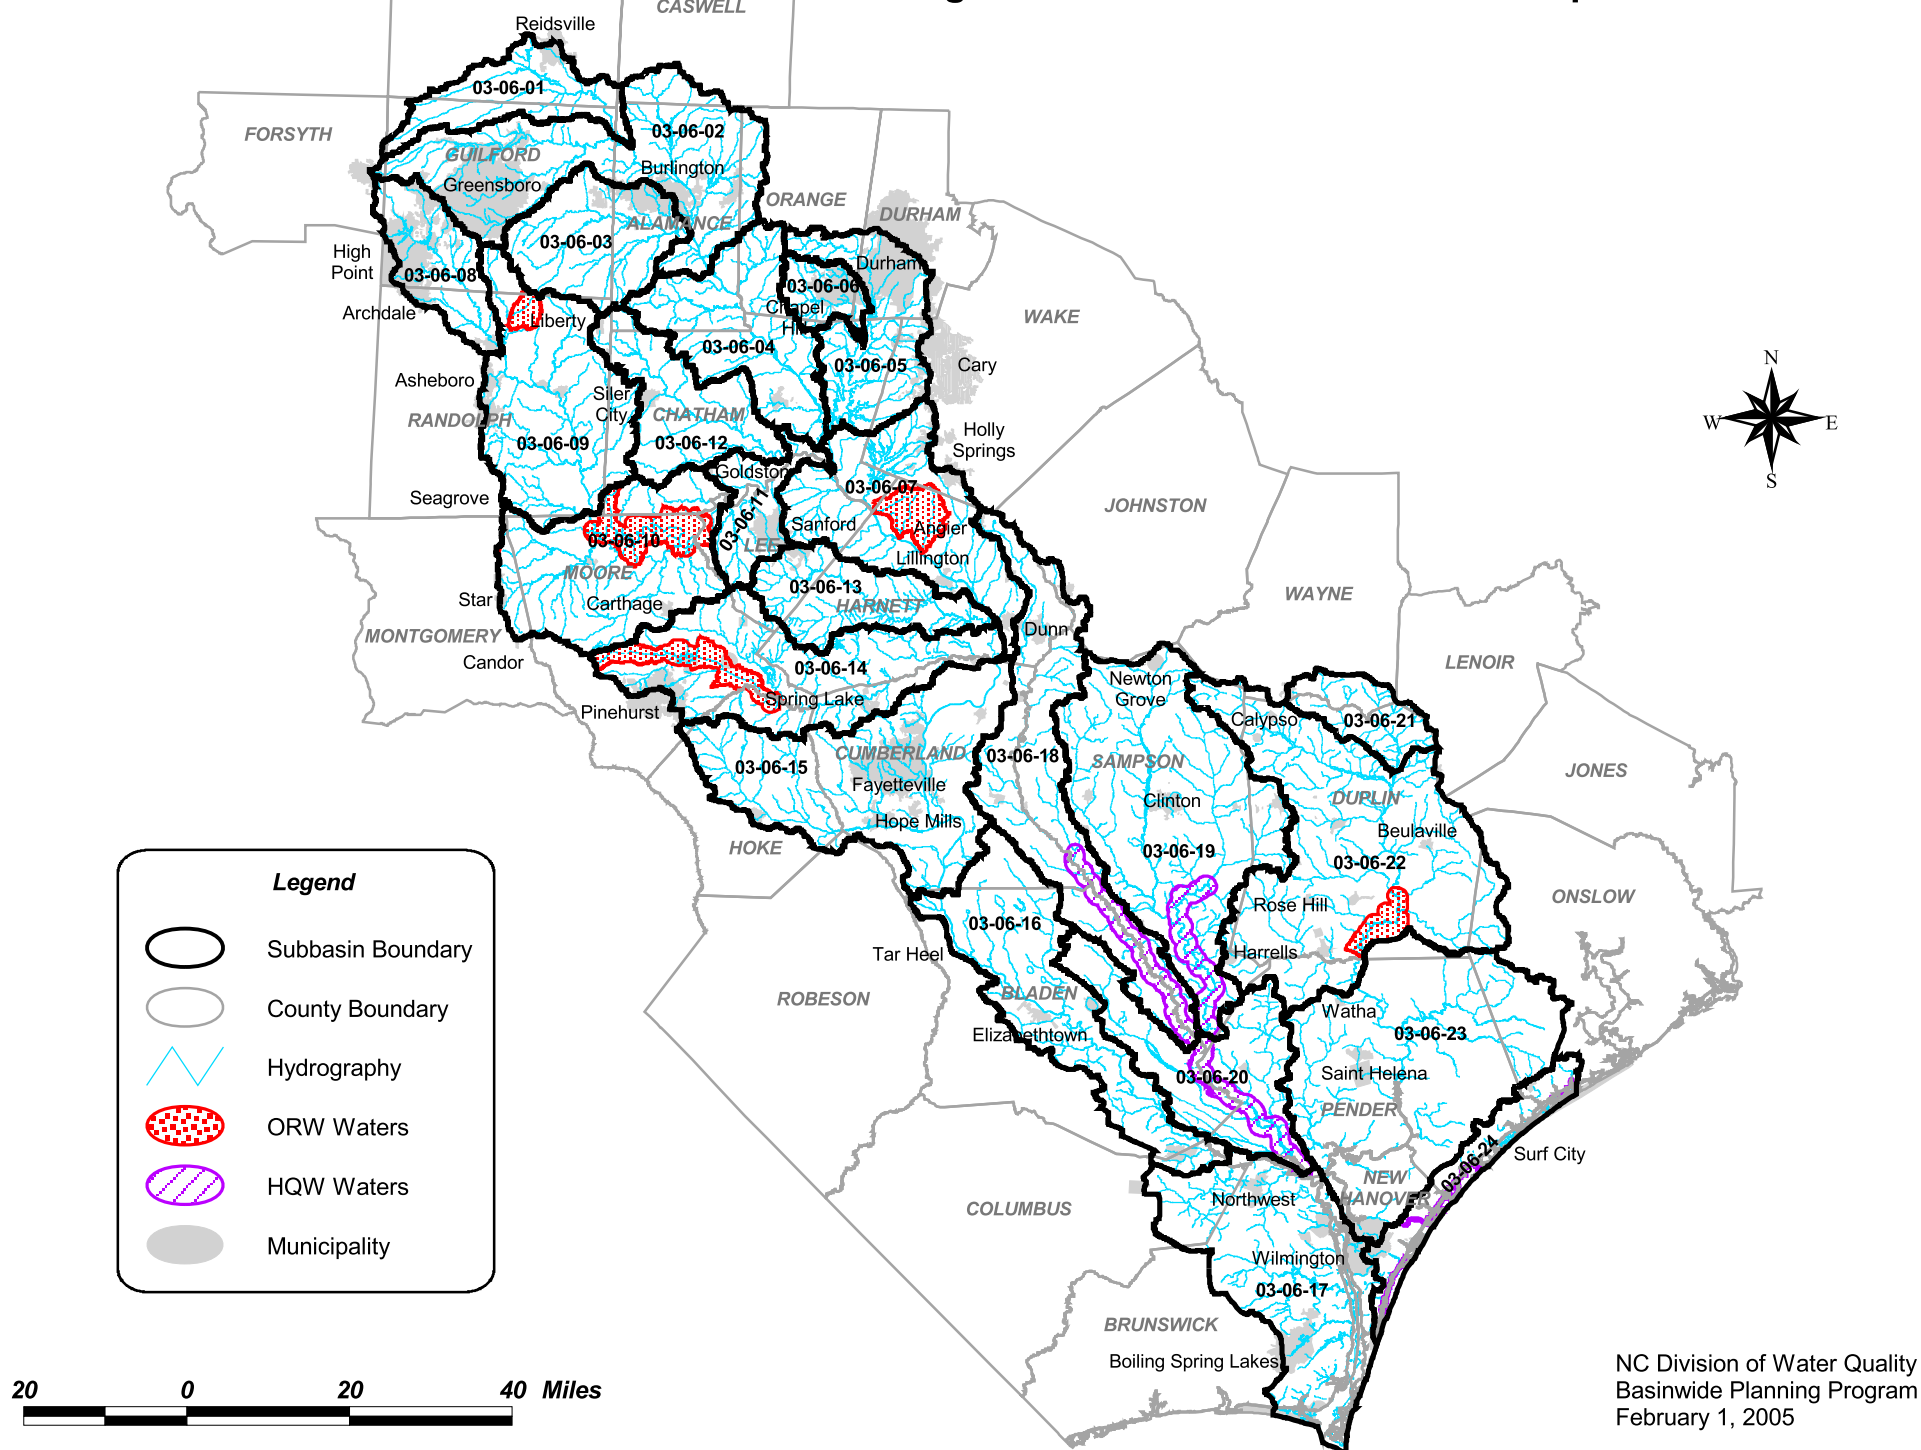 CASWELL
Reidsville
03-06-01
FORSYTH
03-06-02
GUILFORD
Burlington
Greensboro
ORANGE
DURHAM
ALAMANCE
03-06-03
High
Point
03-06-08
Durham
03-06-06
Archdale
Liberty
Chapel
Hill
WAKE
03-06-04
03-06-05
Cary
Asheboro
Siler
City
RANDOLPH
CHATHAM
03-06-09
03-06-12
Holly
Springs
Goldston
Seagrove
03-06-07
03-06-11
Sanford
Angier
JOHNSTON
03-06-10
LEE
Lillington
MOORE
03-06-13
Star
Carthage
HARNETT
WAYNE
MONTGOMERY
Dunn
Candor
03-06-14
LENOIR
Newton
Grove
Spring Lake
Pinehurst
Calypso
03-06-21
CUMBERLAND
03-06-18
SAMPSON
03-06-15
JONES
Fayetteville
Clinton
DUPLIN
Hope Mills
Beulaville
HOKE
03-06-19
03-06-22
ONSLOW
Rose Hill
03-06-16
Tar Heel
Harrells
ROBESON
BLADEN
Watha
Elizabethtown
03-06-23
03-06-20
Saint Helena
PENDER
03-06-24
Surf City
NEW
HANOVER
Northwest
COLUMBUS
Wilmington
03-06-17
BRUNSWICK
Boiling Spring Lakes
N
W
E
S
Legend
Subbasin Boundary
County Boundary
Hydrography
ORW Waters
HQW Waters
Municipality
20 0 20 40 Miles
NC Division of Water Quality
Basinwide Planning Program
February 1, 2005